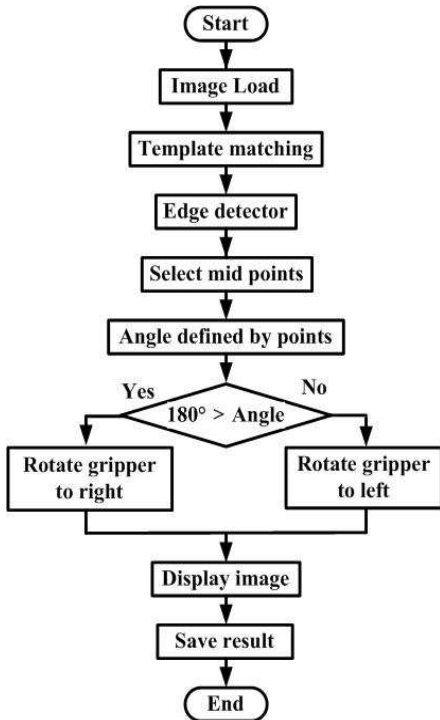 Start
Image Load
Template matching
Edge detector
Select mid points
Angle defined by points
Yes
No
180° > Angle
Rotate gripper
to right
Rotate gripper
to left
Display image
Save result
End